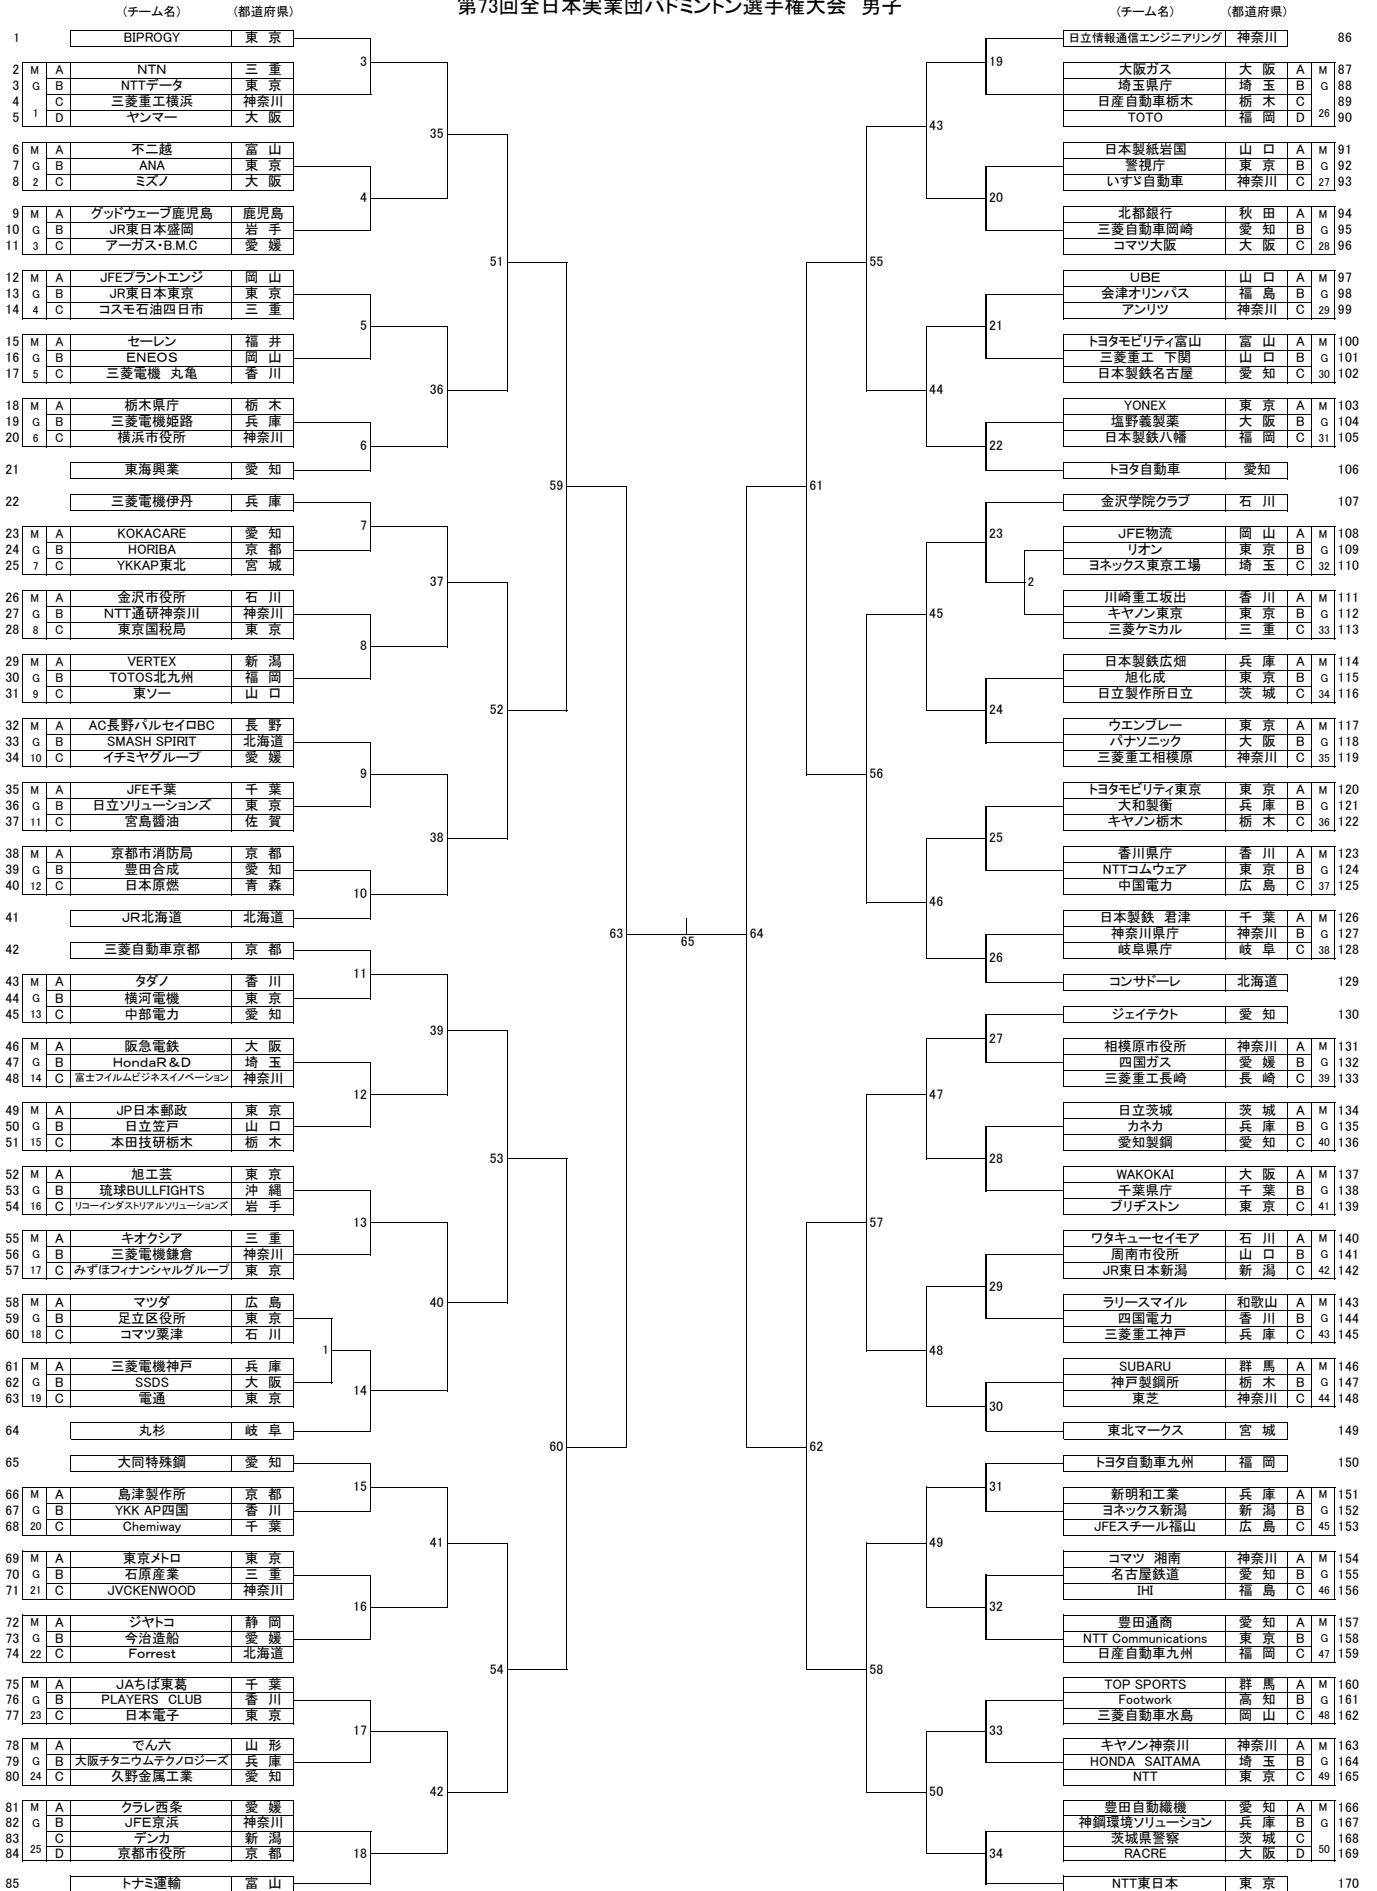 第73回全日本実業団バドミントン選手権大会 男子
(チーム名) (都道府県)
1 BIPROGY 東 京
2 M A NTN 三 重
3 G B NTTデータ 東 京
4 C 三菱重工横浜 神奈川
5 1 D ヤンマー 大 阪
6 M A 不二越 富 山
7 G B ANA 東 京
8 2 C ミズノ 大 阪
9 M A グッドウェーブ鹿児島 鹿児島
10 G B JR東日本盛岡 岩 手
11 3 C アーガス・B.M.C 愛 媛
12 M A JFEプラントエンジ 岡 山
13 G B JR東日本東京 東 京
14 4 C コスモ石油四日市 三 重
15 M A セーレン 福 井
16 G B ENEOS 岡 山
17 5 C 三菱電機 丸亀 香 川
18 M A 栃木県庁 栃 木
19 G B 三菱電機姫路 兵 庫
20 6 C 横浜市役所 神奈川
21 東海興業 愛 知
22 三菱電機伊丹 兵 庫
23 M A KOKACARE 愛 知
24 G B HORIBA 京 都
25 7 C YKKAP東北 宮 城
26 M A 金沢市役所 石 川
27 G B NTT通研神奈川 神奈川
28 8 C 東京国税局 東 京
29 M A VERTEX 新 潟
30 G B TOTOS北九州 福 岡
31 9 C 東ソー 山 口
32 M A AC長野パルセイロBC 長 野
33 G B SMASH SPIRIT 北海道
34 10 C イチミヤグループ 愛 媛
35 M A JFE千葉 千 葉
36 G B 日立ソリューションズ 東 京
37 11 C 宮島醬油 佐 賀
38 M A 京都市消防局 京 都
39 G B 豊田合成 愛 知
40 12 C 日本原燃 青 森
41 JR北海道 北海道
42 三菱自動車京都 京 都
43 M A タダノ 香 川
44 G B 横河電機 東 京
45 13 C 中部電力 愛 知
46 M A 阪急電鉄 大 阪
47 G B HondaR&D 埼 玉
48 14 C 富士フイルムビジネスイノベーション 神奈川
49 M A JP日本郵政 東 京
50 G B 日立笠戸 山 口
51 15 C 本田技研栃木 栃 木
52 M A 旭工芸 東 京
53 G B 琉球BULLFIGHTS 沖 縄
54 16 C リコーインダストリアルソリューションズ 岩 手
55 M A キオクシア 三 重
56 G B 三菱電機鎌倉 神奈川
57 17 C みずほフィナンシャルグループ 東 京
58 M A マツダ 広 島
59 G B 足立区役所 東 京
60 18 C コマツ粟津 石 川
61 M A 三菱電機神戸 兵 庫
62 G B SSDS 大 阪
63 19 C 電通 東 京
64 丸杉 岐 阜
65 大同特殊鋼 愛 知
66 M A 島津製作所 京 都
67 G B YKK AP四国 香 川
68 20 C Chemiway 千 葉
69 M A 東京メトロ 東 京
70 G B 石原産業 三 重
71 21 C JVCKENWOOD 神奈川
72 M A ジヤトコ 静 岡
73 G B 今治造船 愛 媛
74 22 C Forrest 北海道
75 M A JAちば東葛 千 葉
76 G B PLAYERS CLUB 香 川
77 23 C 日本電子 東 京
78 M A でん六 山 形
79 G B 大阪チタニウムテクノロジーズ 兵 庫
80 24 C 久野金属工業 愛 知
81 M A クラレ西条 愛 媛
82 G B JFE京浜 神奈川
83 C デンカ 新 潟
84 25 D 京都市役所 京 都
85 トナミ運輸 富 山
3
4
5
6
7
8
9
10
11
12
13
1
14
15
16
17
18
35
36
37
38
39
40
41
42
51
52
53
54
59
60
63
65
64
61
62
55
56
57
58
43
44
45
46
47
48
49
50
19
20
21
22
23
2
24
25
26
27
28
29
30
31
32
33
34
(チーム名) (都道府県)
日立情報通信エンジニアリング 神奈川 86
大阪ガス 大 阪 A M 87
埼玉県庁 埼 玉 B G 88
日産自動車栃木 栃 木 C 89
TOTO 福 岡 D 26 90
日本製紙岩国 山 口 A M 91
警視庁 東 京 B G 92
いすゞ自動車 神奈川 C 27 93
北都銀行 秋 田 A M 94
三菱自動車岡崎 愛 知 B G 95
コマツ大阪 大 阪 C 28 96
UBE 山 口 A M 97
会津オリンパス 福 島 B G 98
アンリツ 神奈川 C 29 99
トヨタモビリティ富山 富 山 A M 100
三菱重工 下関 山 口 B G 101
日本製鉄名古屋 愛 知 C 30 102
YONEX 東 京 A M 103
塩野義製薬 大 阪 B G 104
日本製鉄八幡 福 岡 C 31 105
トヨタ自動車 愛知 106
金沢学院クラブ 石 川 107
JFE物流 岡 山 A M 108
リオン 東 京 B G 109
ヨネックス東京工場 埼 玉 C 32 110
川崎重工坂出 香 川 A M 111
キヤノン東京 東 京 B G 112
三菱ケミカル 三 重 C 33 113
日本製鉄広畑 兵 庫 A M 114
旭化成 東 京 B G 115
日立製作所日立 茨 城 C 34 116
ウエンブレー 東 京 A M 117
パナソニック 大 阪 B G 118
三菱重工相模原 神奈川 C 35 119
トヨタモビリティ東京 東 京 A M 120
大和製衡 兵 庫 B G 121
キヤノン栃木 栃 木 C 36 122
香川県庁 香 川 A M 123
NTTコムウェア 東 京 B G 124
中国電力 広 島 C 37 125
日本製鉄 君津 千 葉 A M 126
神奈川県庁 神奈川 B G 127
岐阜県庁 岐 阜 C 38 128
コンサドーレ 北海道 129
ジェイテクト 愛 知 130
相模原市役所 神奈川 A M 131
四国ガス 愛 媛 B G 132
三菱重工長崎 長 崎 C 39 133
日立茨城 茨 城 A M 134
カネカ 兵 庫 B G 135
愛知製鋼 愛 知 C 40 136
WAKOKAI 大 阪 A M 137
千葉県庁 千 葉 B G 138
ブリヂストン 東 京 C 41 139
ワタキューセイモア 石 川 A M 140
周南市役所 山 口 B G 141
JR東日本新潟 新 潟 C 42 142
ラリースマイル 和歌山 A M 143
四国電力 香 川 B G 144
三菱重工神戸 兵 庫 C 43 145
SUBARU 群 馬 A M 146
神戸製鋼所 栃 木 B G 147
東芝 神奈川 C 44 148
東北マークス 宮 城 149
トヨタ自動車九州 福 岡 150
新明和工業 兵 庫 A M 151
ヨネックス新潟 新 潟 B G 152
JFEスチール福山 広 島 C 45 153
コマツ 湘南 神奈川 A M 154
名古屋鉄道 愛 知 B G 155
IHI 福 島 C 46 156
豊田通商 愛 知 A M 157
NTT Communications 東 京 B G 158
日産自動車九州 福 岡 C 47 159
TOP SPORTS 群 馬 A M 160
Footwork 高 知 B G 161
三菱自動車水島 岡 山 C 48 162
キヤノン神奈川 神奈川 A M 163
HONDA SAITAMA 埼 玉 B G 164
NTT 東 京 C 49 165
豊田自動織機 愛 知 A M 166
神鋼環境ソリューション 兵 庫 B G 167
茨城県警察 茨 城 C 168
RACRE 大 阪 D 50 169
NTT東日本 東 京 170